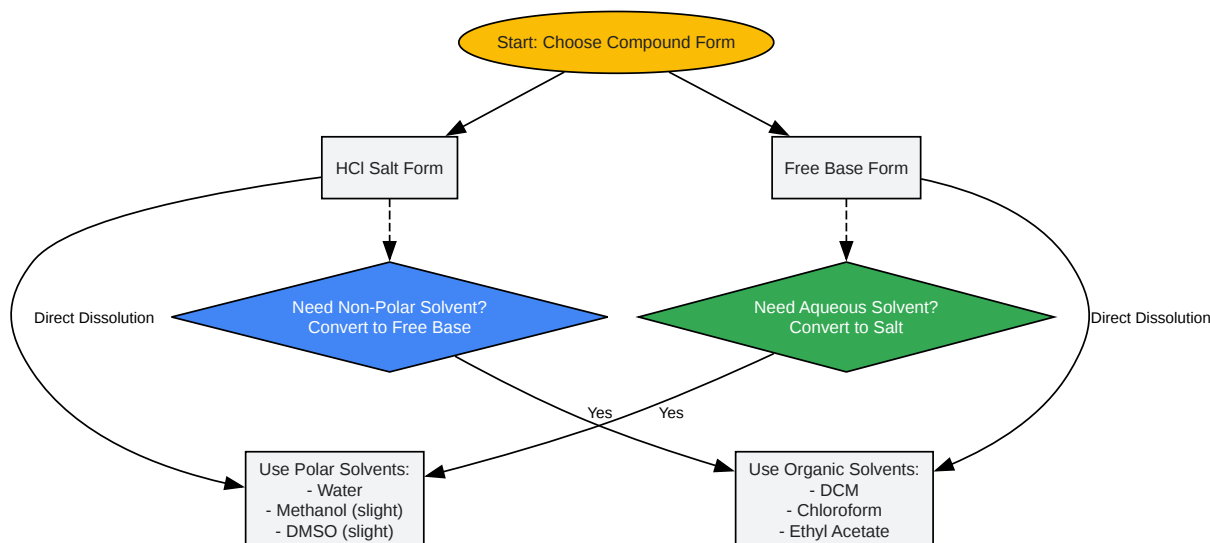 Start: Choose Compound Form
HCl Salt Form
Free Base Form
Need Non-Polar Solvent?
Convert to Free Base
Need Aqueous Solvent?
Convert to Salt
Direct Dissolution
Direct Dissolution
Yes
Yes
Use Polar Solvents:
- Water
- Methanol (slight)
- DMSO (slight)
Use Organic Solvents:
- DCM
- Chloroform
- Ethyl Acetate